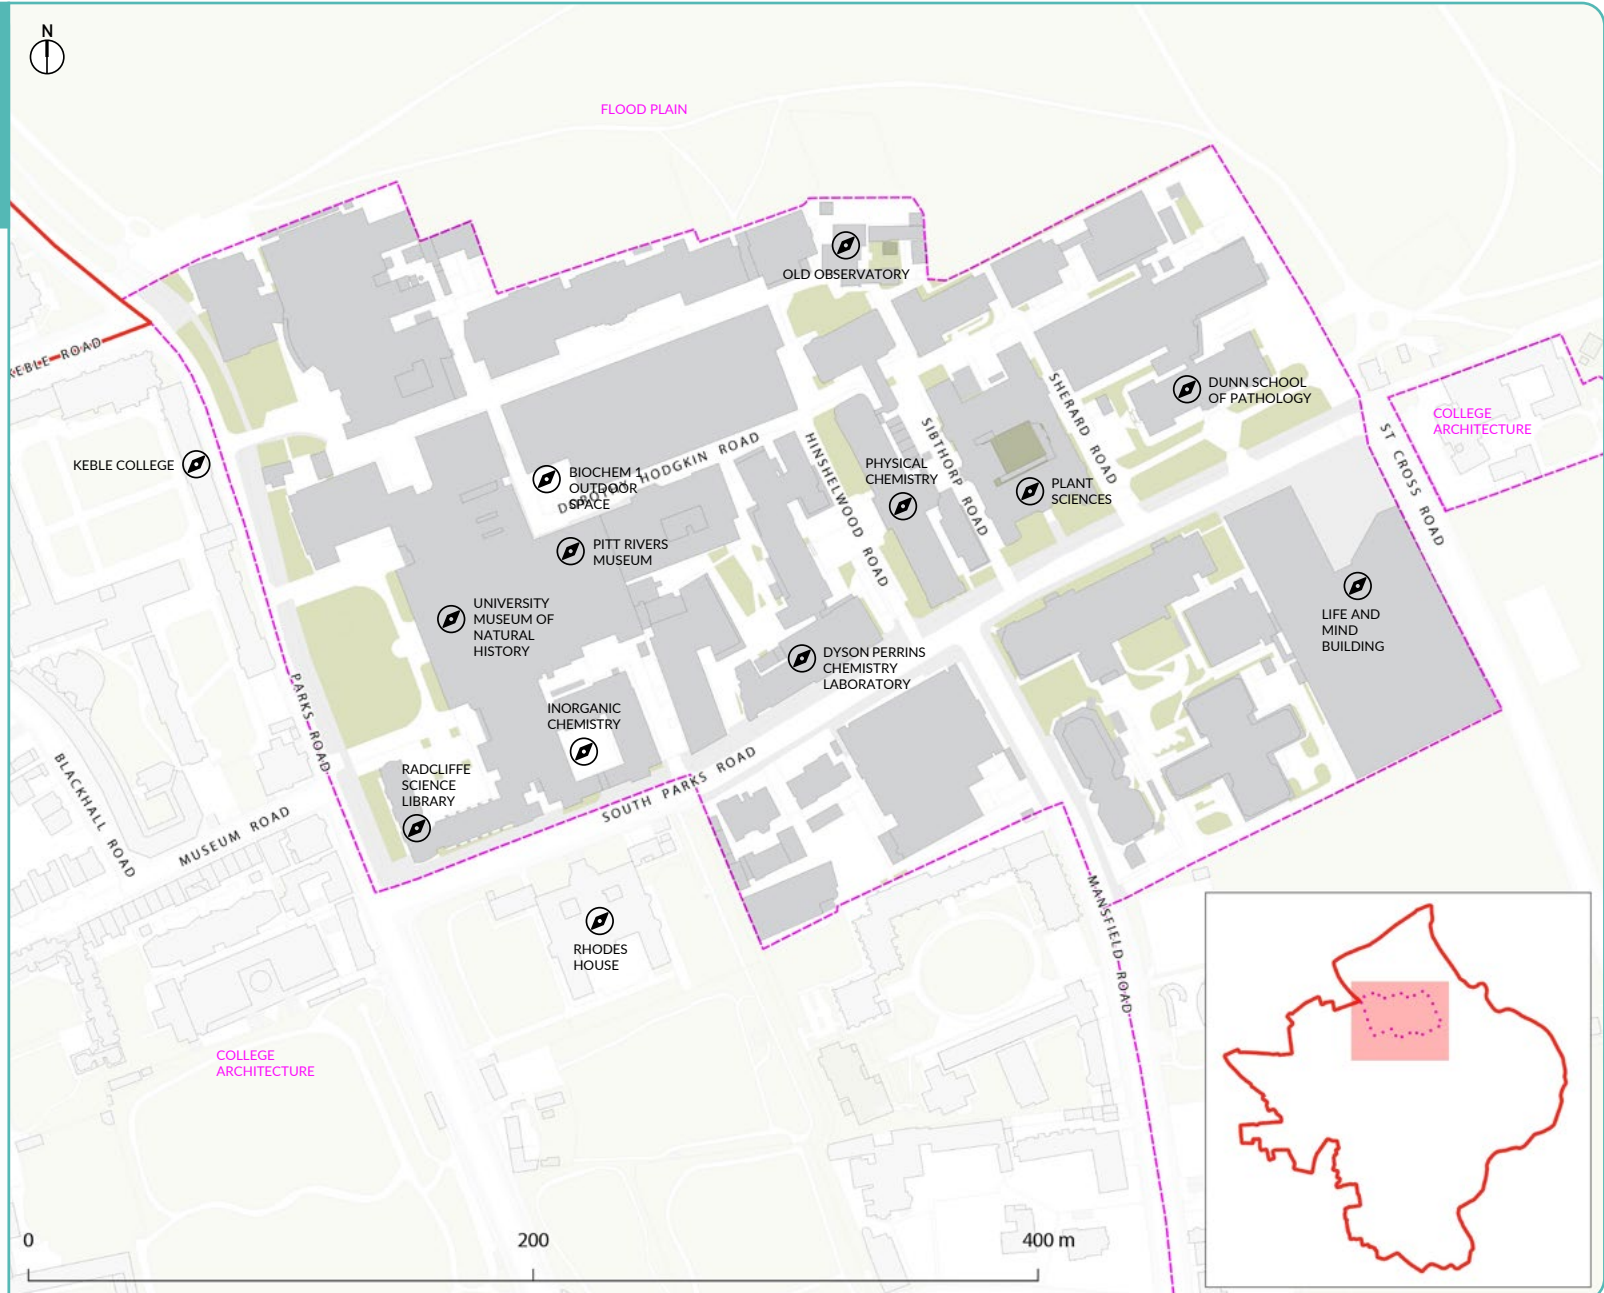 N
FLOOD PLAIN
OLD OBSERVATORY
KEBLE ROAD
DUNN SCHOOL
OF PATHOLOGY
SHERARD ROAD
COLLEGE
ARCHITECTURE
ST CROSS ROAD
KEBLE COLLEGE
BIOCHEM 1
OUTDOOR
SPACE
DOROTHY HODGKIN ROAD
HINSHELWOOD ROAD
PHYSICAL
CHEMISTRY
SIBTHORP ROAD
PLANT
SCIENCES
PITT RIVERS
MUSEUM
UNIVERSITY
MUSEUM OF
NATURAL
HISTORY
LIFE AND
MIND
BUILDING
DYSON PERRINS
CHEMISTRY
LABORATORY
PARKS ROAD
INORGANIC
CHEMISTRY
RADCLIFFE
SCIENCE
LIBRARY
SOUTH PARKS ROAD
BLACKHALL ROAD
MUSEUM ROAD
MANSFIELD ROAD
RHODES
HOUSE
COLLEGE
ARCHITECTURE
0
200
400 m